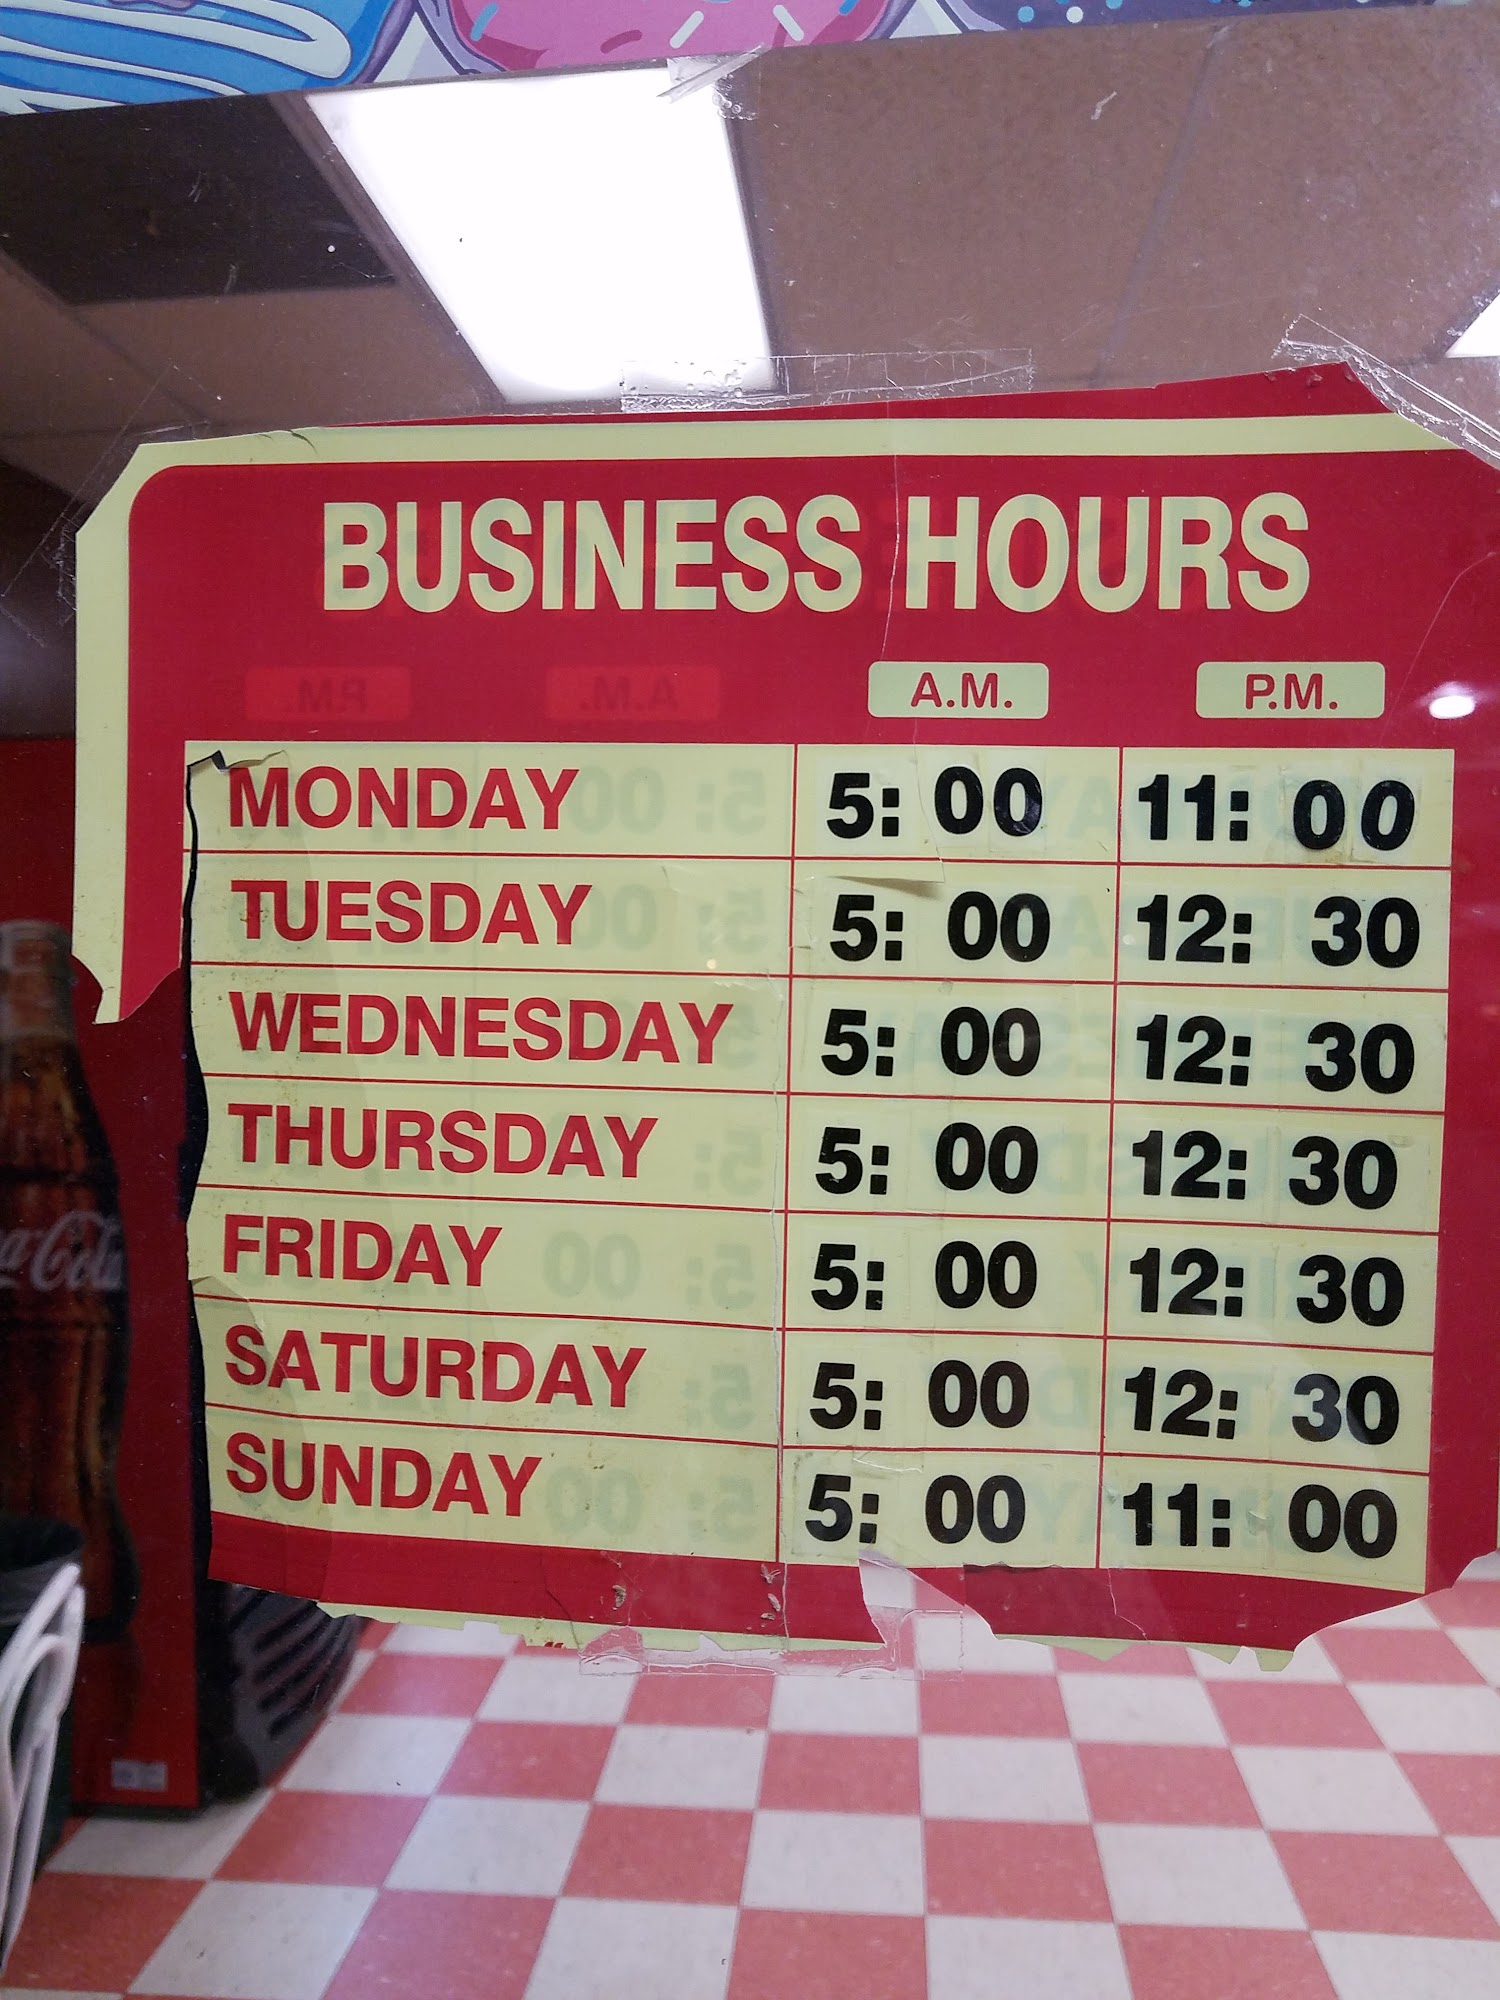 BUSINESS HOURS
A.M. P.M.
MONDAY 5: 00 11: 00
TUESDAY 5: 00 12: 30
WEDNESDAY 5: 00 12: 30
THURSDAY 5: 00 12: 30
FRIDAY 5: 00 12: 30
SATURDAY 5: 00 12: 30
SUNDAY 5: 00 11: 00